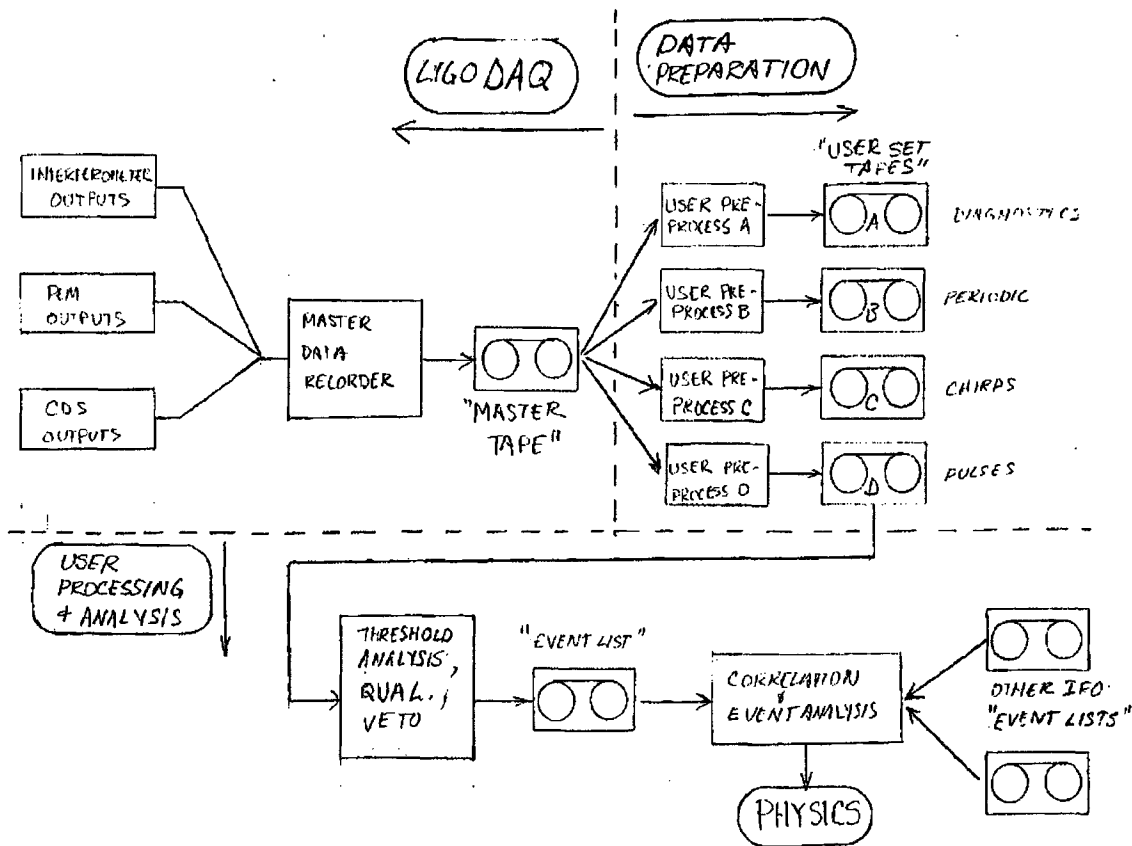 LIGO DAQ
DATA
PREPARATION
INTERFEROMETER
OUTPUTS
PEM
OUTPUTS
CDS
OUTPUTS
MASTER
DATA
RECORDER
"MASTER
TAPE"
"USER SET
TAPES"
USER PRE-
PROCESS A
A
DIAGNOSTICS
USER PRE-
PROCESS B
B
PERIODIC
USER PRE-
PROCESS C
C
CHIRPS
USER PRE-
PROCESS D
D
PULSES
USER
PROCESSING
+ ANALYSIS
THRESHOLD
ANALYSIS,
QUAL.,
VETO
"EVENT LIST"
CORRELATION
&
EVENT ANALYSIS
OTHER IFO
"EVENT LISTS"
PHYSICS